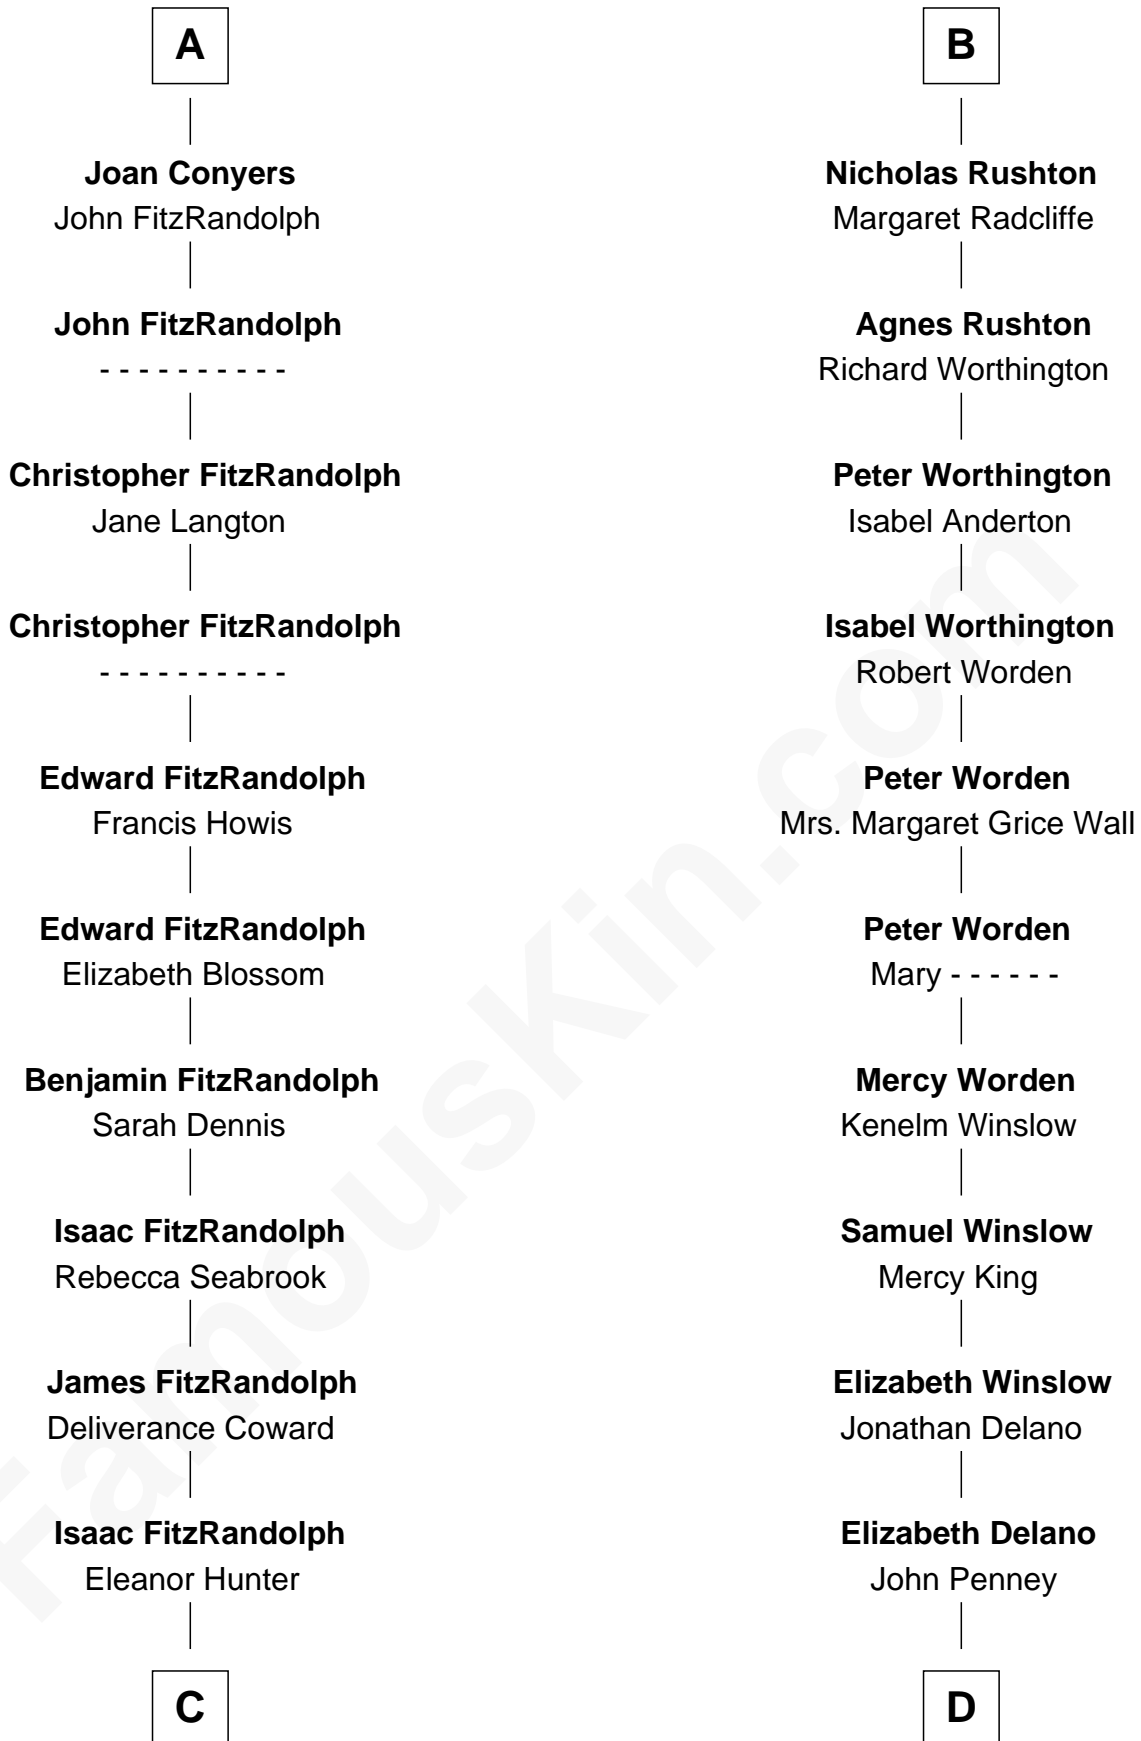 A
Joan Conyers
John FitzRandolph
John FitzRandolph
- - - - - - - - - -
Christopher FitzRandolph
Jane Langton
Christopher FitzRandolph
- - - - - - - - - -
Edward FitzRandolph
Francis Howis
Edward FitzRandolph
Elizabeth Blossom
Benjamin FitzRandolph
Sarah Dennis
Isaac FitzRandolph
Rebecca Seabrook
James FitzRandolph
Deliverance Coward
Isaac FitzRandolph
Eleanor Hunter
C
B
Nicholas Rushton
Margaret Radcliffe
Agnes Rushton
Richard Worthington
Peter Worthington
Isabel Anderton
Isabel Worthington
Robert Worden
Peter Worden
Mrs. Margaret Grice Wall
Peter Worden
Mary - - - - - -
Mercy Worden
Kenelm Winslow
Samuel Winslow
Mercy King
Elizabeth Winslow
Jonathan Delano
Elizabeth Delano
John Penney
D
FamousKin.com